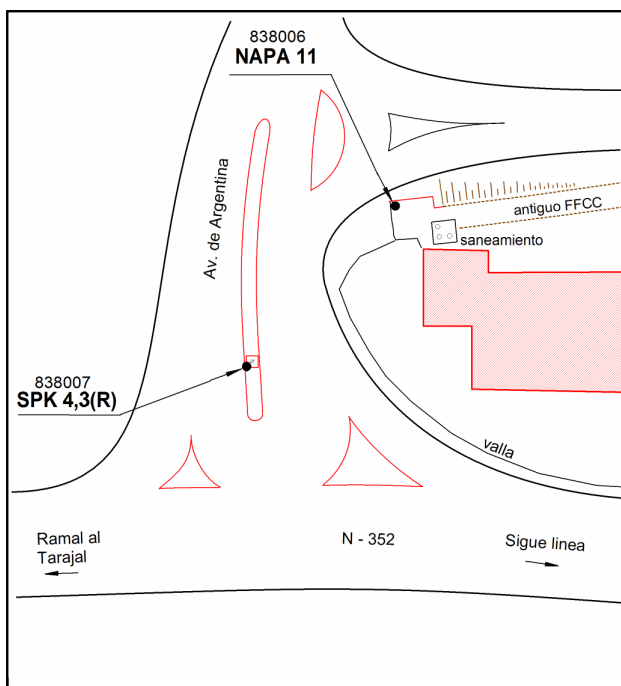 838006
NAPA 11
Av. de Argentina
antiguo FFCC
saneamiento
838007
SPK 4,3(R)
valla
Ramal al
Tarajal
N - 352
Sigue linea